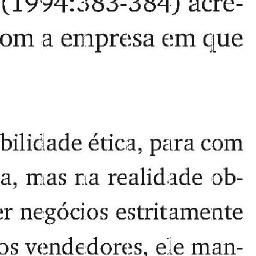 (1994:383-384) acre-
om a empresa em que
bilidade ética, para com
a, mas na realidade ob-
er negócios estritamente
os vendedores, ele man-